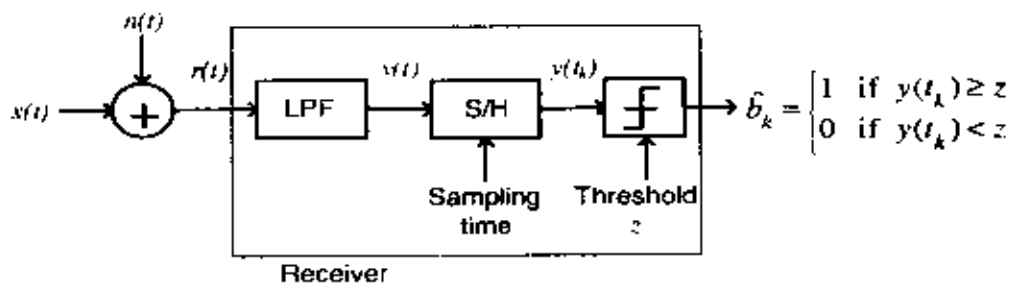 n(t)
x(t)
+
r(t)
LPF
y(t)
S/H
y(t_k)
Sampling
time
Threshold
z
b̂_k = { 1 if y(t_k) ≥ z
0 if y(t_k) < z
Receiver